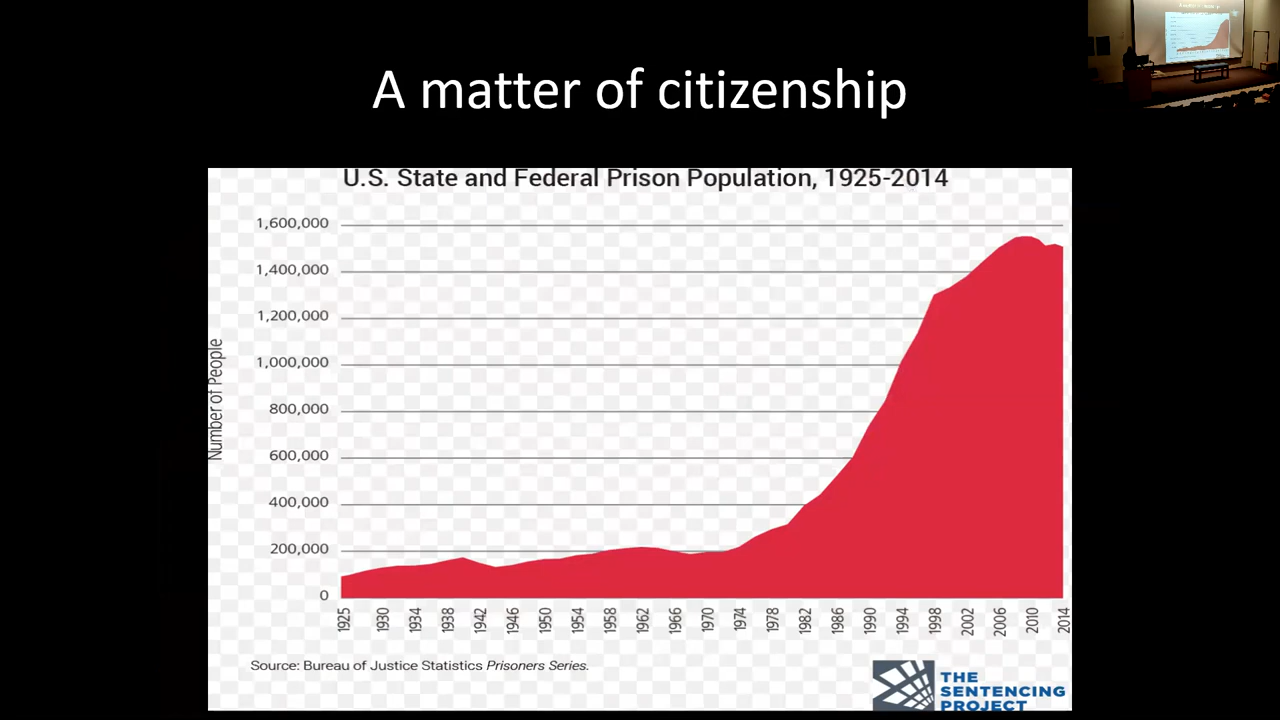 A matter of citizenship
U.S. State and Federal Prison Population, 1925-2014
Number of People
1,600,000
1,400,000
1,200,000
1,000,000
800,000
600,000
400,000
200,000
0
1925 1930 1934 1938 1942 1946 1950 1954 1958 1962 1966 1970 1974 1978 1982 1986 1990 1994 1998 2002 2006 2010 2014
Source: Bureau of Justice Statistics Prisoners Series.
THE
SENTENCING
PROJECT